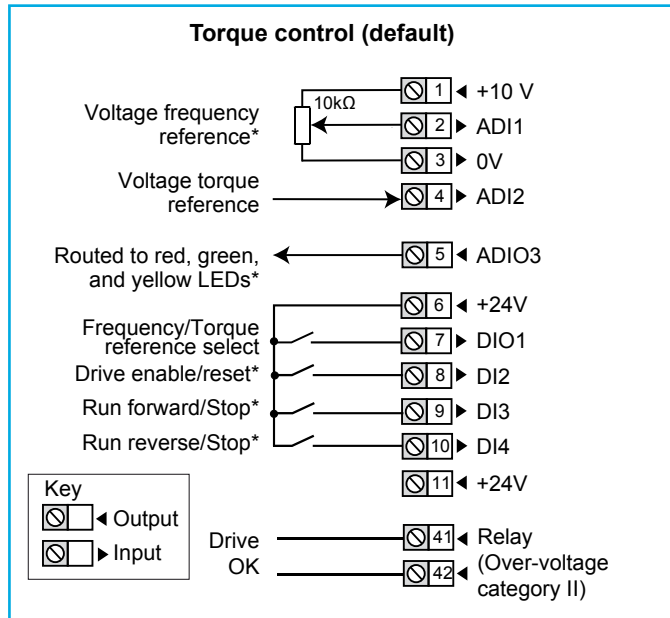 Torque control (default)
Voltage frequency
reference*
10kΩ
1 +10 V
2 ADI1
3 0V
Voltage torque
reference
4 ADI2
Routed to red, green,
and yellow LEDs*
5 ADIO3
6 +24V
Frequency/Torque
reference select
7 DIO1
Drive enable/reset*
8 DI2
Run forward/Stop*
9 DI3
Run reverse/Stop*
10 DI4
11 +24V
Key
Output
Input
Drive
OK
41 Relay
(Over-voltage
42 category II)